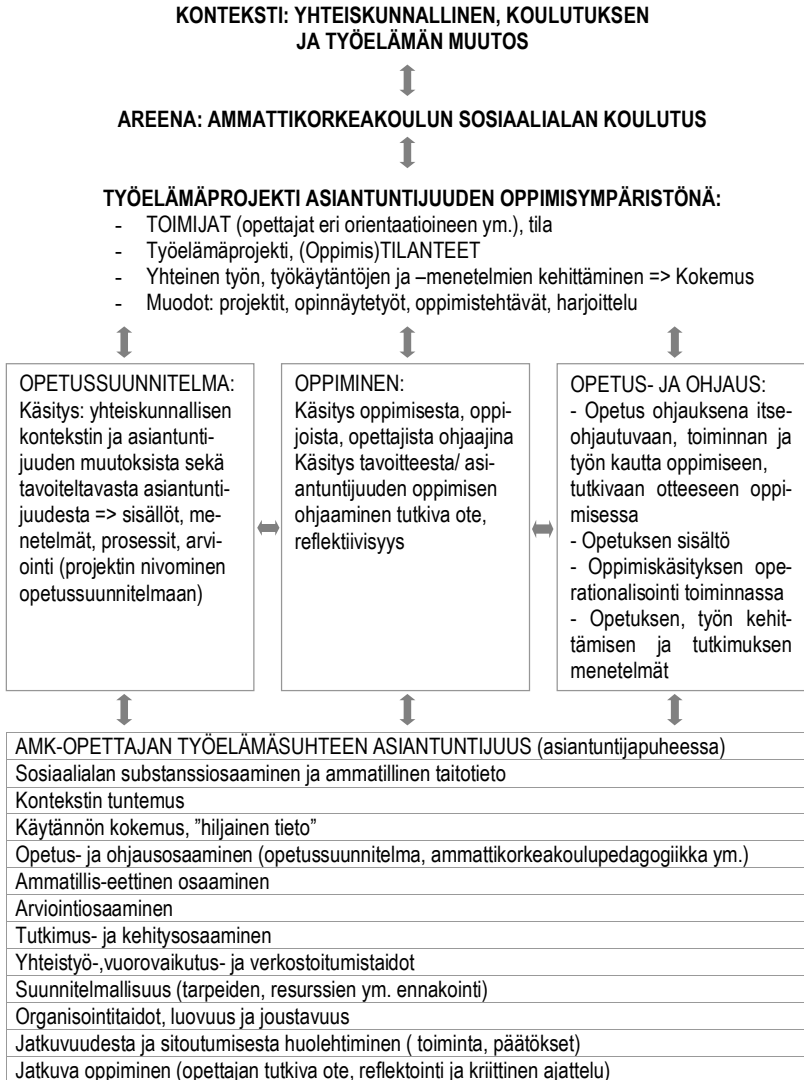 KONTEKSTI: YHTEISKUNNALLINEN, KOULUTUKSEN
JA TYÖELÄMÄN MUUTOS
AREENA: AMMATTIKORKEAKOULUN SOSIAALIALAN KOULUTUS
TYÖELÄMÄPROJEKTI ASIANTUNTIJUUDEN OPPIMISYMPÄRISTÖNÄ:
- TOIMIJAT (opettajat eri orientaatioineen ym.), tila
- Työelämäprojekti, (Oppimis)TILANTEET
- Yhteinen työn, työkäytäntöjen ja –menetelmien kehittäminen => Kokemus
- Muodot: projektit, opinnäytetyöt, oppimistehtävät, harjoittelu
OPETUSSUUNNITELMA:
Käsitys: yhteiskunnallisen
kontekstin ja asiantunti-
juuden muutoksista sekä
tavoiteltavasta asiantunti-
juudesta => sisällöt, me-
netelmät, prosessit, arvi-
ointi (projektin nivominen
opetussuunnitelmaan)
OPPIMINEN:
Käsitys oppimisesta, oppi-
joista, opettajista ohjaajina
Käsitys tavoitteesta/ asi-
antuntijuuden oppimisen
ohjaaminen tutkiva ote,
reflektiivisyys
OPETUS- JA OHJAUS:
- Opetus ohjauksena itse-
ohjautuvaan, toiminnan ja
työn kautta oppimiseen,
tutkivaan otteeseen oppi-
misessa
- Opetuksen sisältö
- Oppimiskäsityksen ope-
rationalisointi toiminnassa
- Opetuksen, työn kehit-
tämisen ja tutkimuksen
menetelmät
AMK-OPETTAJAN TYÖELÄMÄSUHTEEN ASIANTUNTIJUUS (asiantuntijapuheessa)
Sosiaalialan substanssiosaaminen ja ammatillinen taitotieto
Kontekstin tuntemus
Käytännön kokemus, ”hiljainen tieto”
Opetus- ja ohjausosaaminen (opetussuunnitelma, ammattikorkeakoulupedagogiikka ym.)
Ammatillis-eettinen osaaminen
Arviointiosaaminen
Tutkimus- ja kehitysosaaminen
Yhteistyö-,vuorovaikutus- ja verkostoitumistaidot
Suunnitelmallisuus (tarpeiden, resurssien ym. ennakointi)
Organisointitaidot, luovuus ja joustavuus
Jatkuvuudesta ja sitoutumisesta huolehtiminen ( toiminta, päätökset)
Jatkuva oppiminen (opettajan tutkiva ote, reflektointi ja kriittinen ajattelu)